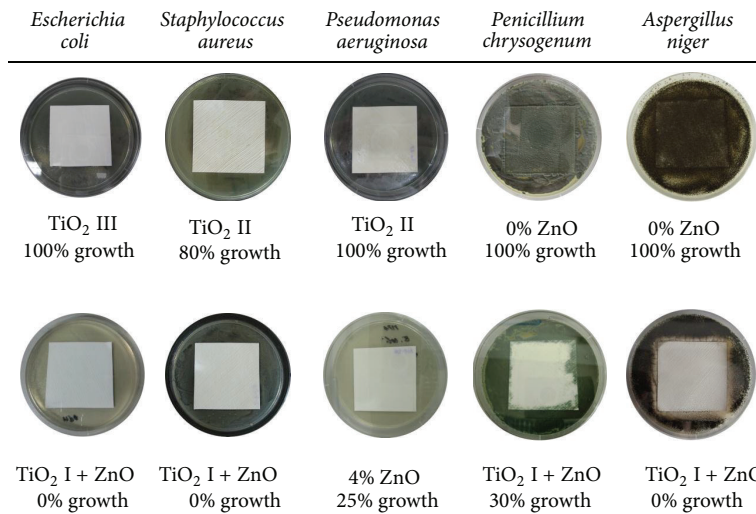 Escherichia coli
Staphylococcus aureus
Pseudomonas aeruginosa
Penicillium chrysogenum
Aspergillus niger
TiO₂ III
100% growth
TiO₂ II
80% growth
TiO₂ II
100% growth
0% ZnO
100% growth
0% ZnO
100% growth
TiO₂ I + ZnO
0% growth
TiO₂ I + ZnO
0% growth
4% ZnO
25% growth
TiO₂ I + ZnO
30% growth
TiO₂ I + ZnO
0% growth